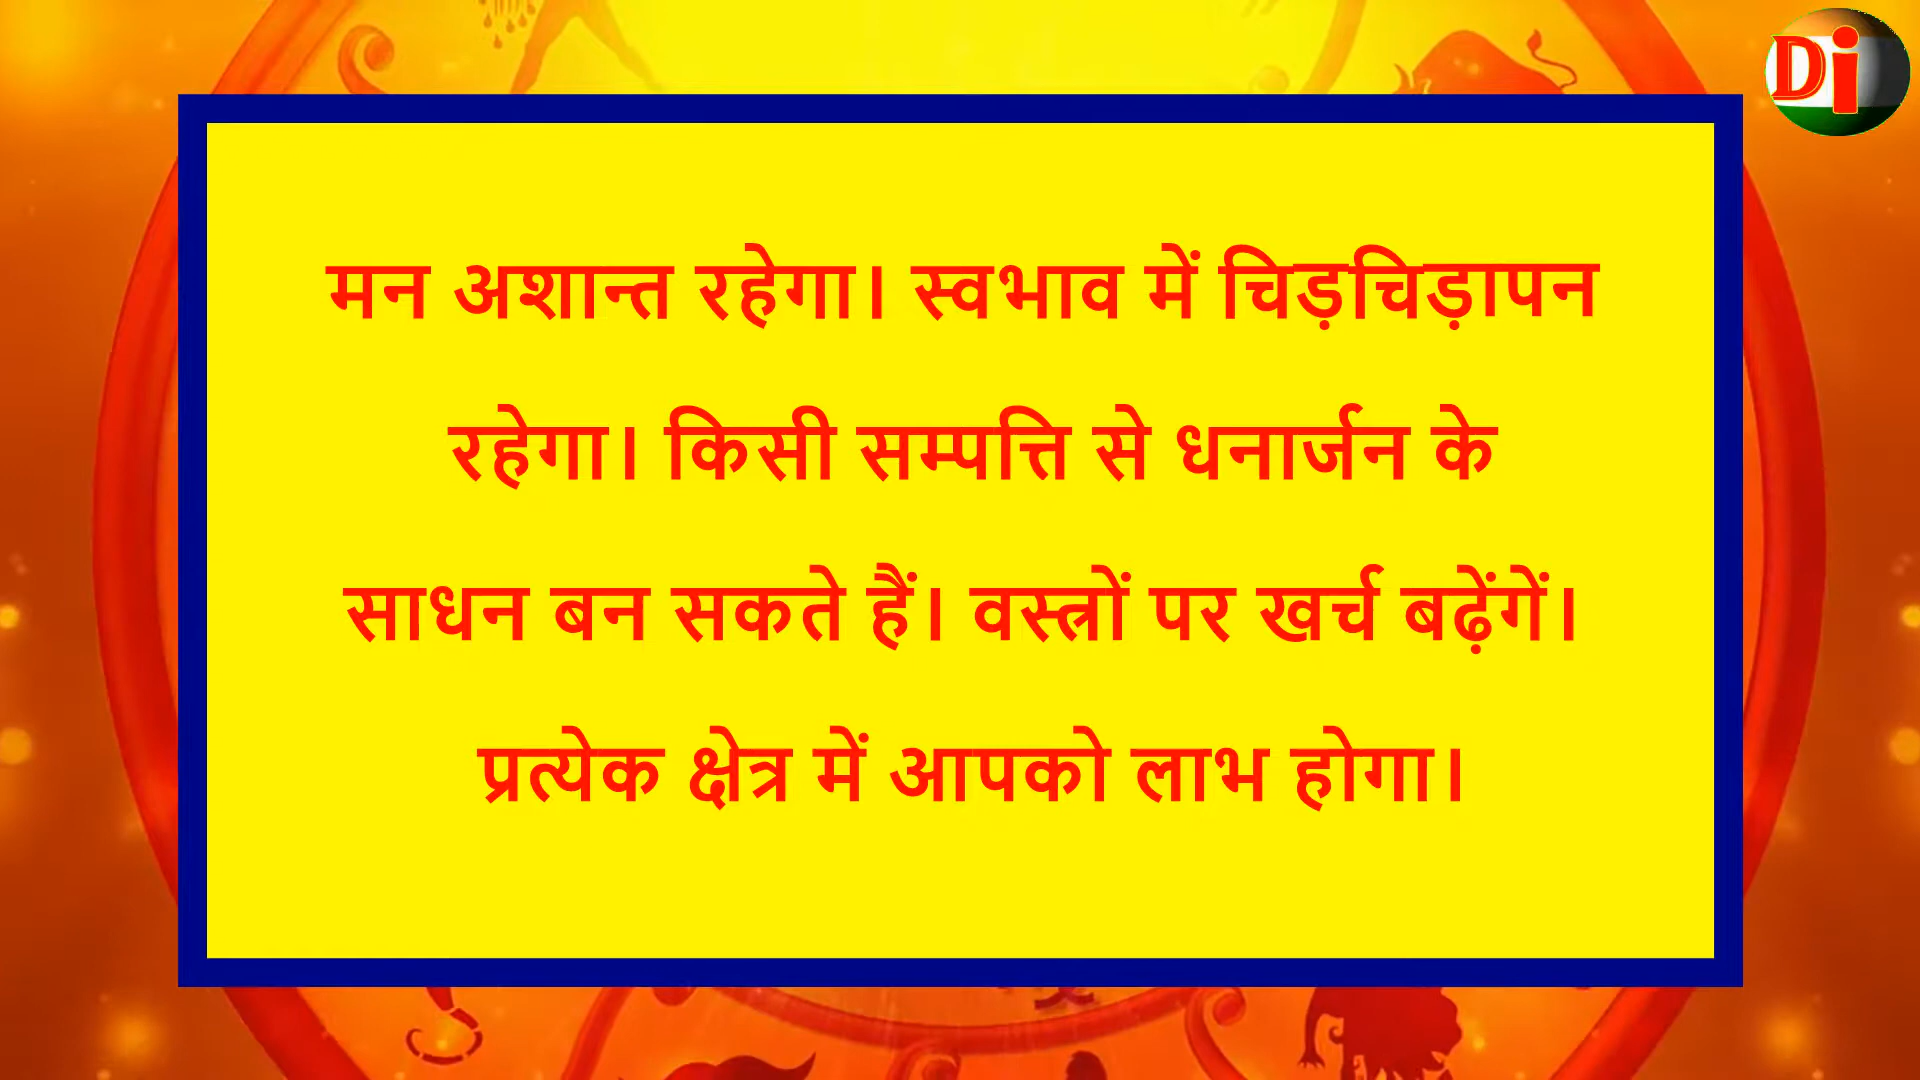 Di
मन अशान्त रहेगा। स्वभाव में चिड़चिड़ापन
रहेगा। किसी सम्पत्ति से धनार्जन के
साधन बन सकते हैं। वस्त्रों पर खर्च बढ़ेंगें।
प्रत्येक क्षेत्र में आपको लाभ होगा।